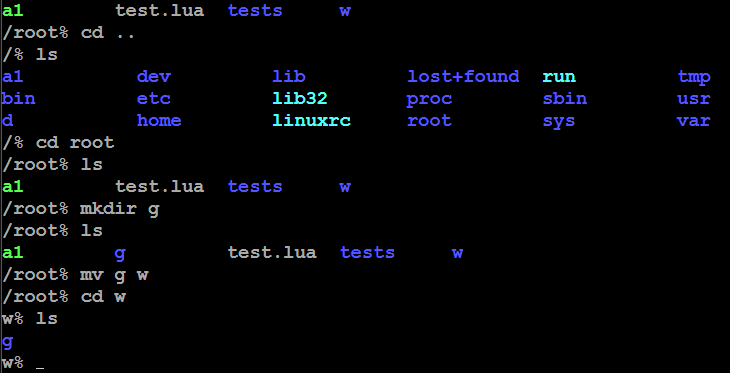 a1 test.lua tests w
/root% cd ..
/% ls
a1 dev lib lost+found run tmp
bin etc lib32 proc sbin usr
d home linuxrc root sys var
/% cd root
/root% ls
a1 test.lua tests w
/root% mkdir g
/root% ls
a1 g test.lua tests w
/root% mv g w
/root% cd w
w% ls
g
w% _